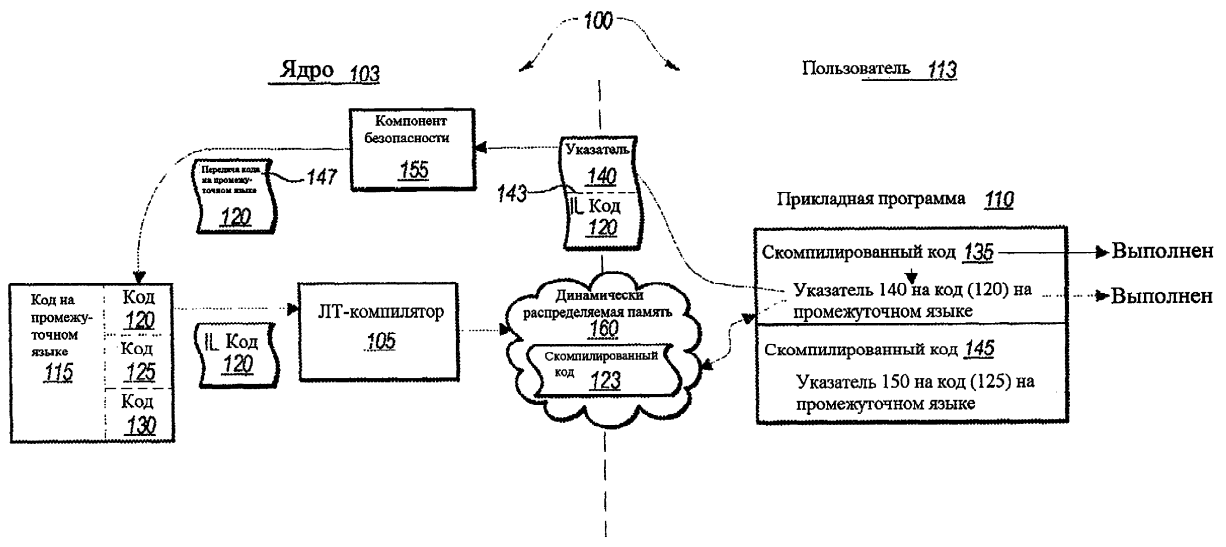 100
Ядро 103
Пользователь 113
Компонент
безопасности
155
Указатель
140
143
IL Код
120
Передача кода
на промежу-
точном языке
120
147
Прикладная программа 110
Скомпилированный код 135
Выполнен
Указатель 140 на код (120) на
промежуточном языке
Выполнен
Скомпилированный код 145
Указатель 150 на код (125) на
промежуточном языке
Код на
промежу-
точном
языке
115
Код
120
Код
125
Код
130
IL Код
120
ЛТ-компилятор
105
Динамически
распределяемая память
160
Скомпилированный
код
123